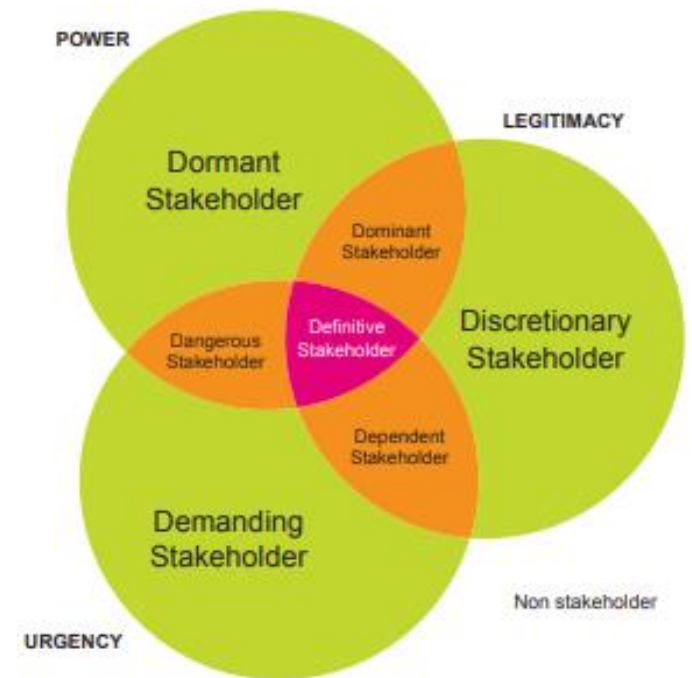 POWER
LEGITIMACY
Dormant
Stakeholder
Dominant
Stakeholder
Definitive
Stakeholder
Dangerous
Stakeholder
Discretionary
Stakeholder
Dependent
Stakeholder
Demanding
Stakeholder
Non stakeholder
URGENCY